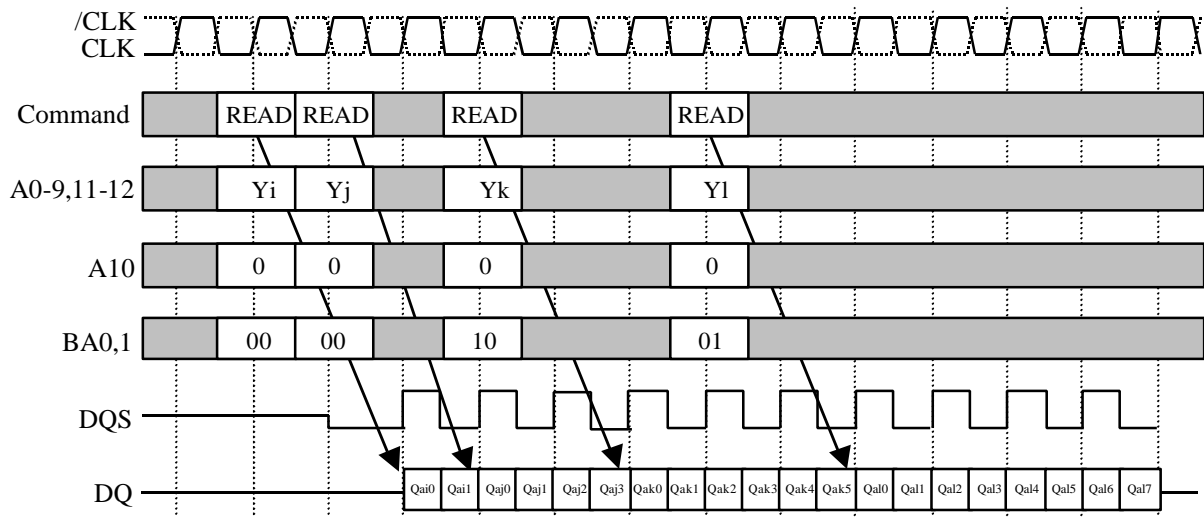 /CLK
CLK
Command READ READ READ READ
A0-9,11-12 Yi Yj Yk Yl
A10 0 0 0 0
BA0,1 00 00 10 01
DQS
DQ Qai0 Qai1 Qaj0 Qaj1 Qaj2 Qaj3 Qak0 Qak1 Qak2 Qak3 Qak4 Qak5 Qal0 Qal1 Qal2 Qal3 Qal4 Qal5 Qal6 Qal7